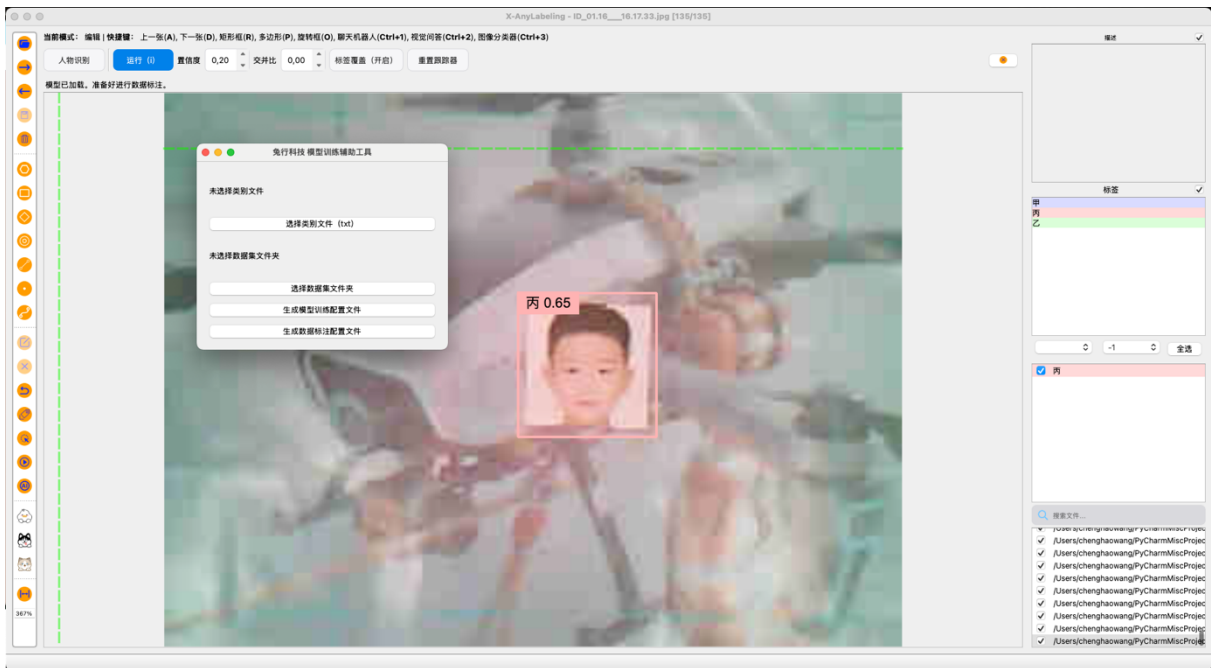 X-AnyLabeling - ID_01.16___16.17.33.jpg [135/135]
当前模式： 编辑 | 快捷键： 上一张(A), 下一张(D), 矩形框(R), 多边形(P), 旋转框(O), 聊天机器人(Ctrl+1), 视觉问答(Ctrl+2), 图像分类器(Ctrl+3)
人物识别 运行（i） 置信度 0,20 交并比 0,00 标签覆盖（开启） 重置跟踪器
模型已加载。准备好进行数据标注。
兔行科技 模型训练辅助工具
未选择类别文件
选择类别文件（txt）
未选择数据集文件夹
选择数据集文件夹
生成模型训练配置文件
生成数据标注配置文件
丙 0.65
AI
367%
描述
标签
甲
丙
乙
-1 全选
丙
搜索文件...
/Users/chenghaowang/PyCharmMiscProjec
/Users/chenghaowang/PyCharmMiscProjec
/Users/chenghaowang/PyCharmMiscProjec
/Users/chenghaowang/PyCharmMiscProjec
/Users/chenghaowang/PyCharmMiscProjec
/Users/chenghaowang/PyCharmMiscProjec
/Users/chenghaowang/PyCharmMiscProjec
/Users/chenghaowang/PyCharmMiscProjec
/Users/chenghaowang/PyCharmMiscProjec
/Users/chenghaowang/PyCharmMiscProjec